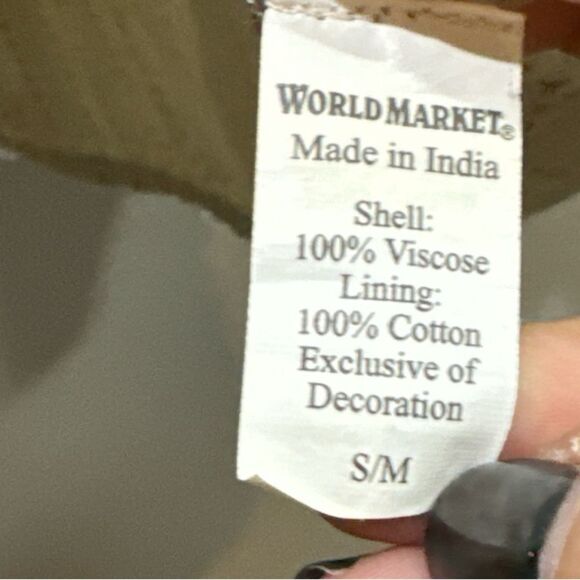 WORLD MARKET®
Made in India
Shell:
100% Viscose
Lining:
100% Cotton
Exclusive of
Decoration
S/M